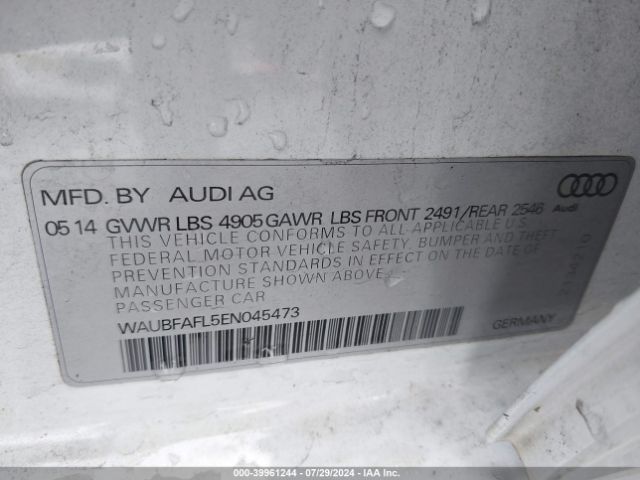 MFD. BY AUDI AG
05 14 GVWR LBS 4905 GAWR LBS FRONT 2491/REAR 2546
Audi
THIS VEHICLE CONFORMS TO ALL APPLICABLE U.S.
FEDERAL MOTOR VEHICLE SAFETY, BUMPER AND THEFT
PREVENTION STANDARDS IN EFFECT ON THE DATE OF
MANUFACTURE SHOWN ABOVE.
PASSENGER CAR
WAUBFAFL5EN045473
GERMANY
000-39961244 | 07/29/2024 - IAA Inc.